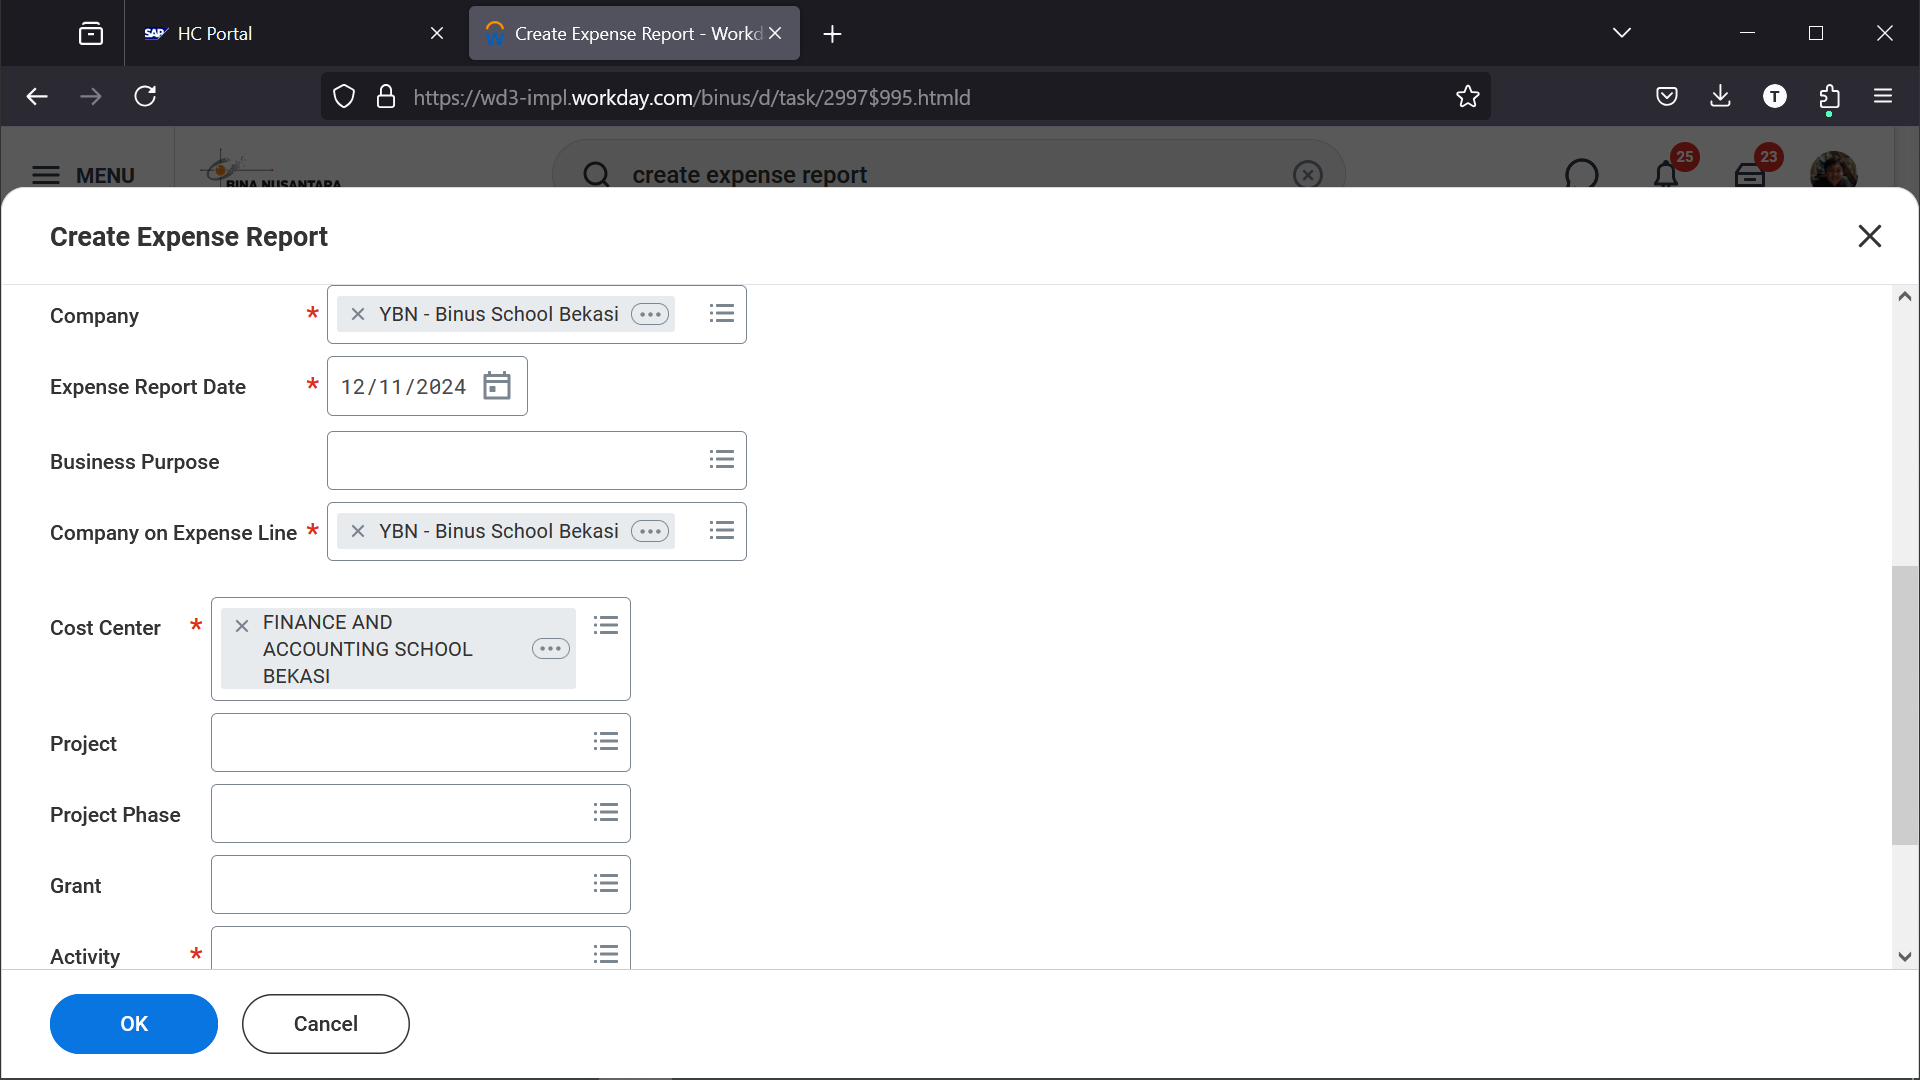 SAP HC Portal
Create Expense Report - Workd
https://wd3-impl.workday.com/binus/d/task/2997$995.htmld
T
MENU
BINA NUSANTARA
create expense report
25
23
Create Expense Report
Company * YBN - Binus School Bekasi
Expense Report Date * 12/11/2024
Business Purpose
Company on Expense Line * YBN - Binus School Bekasi
Cost Center * FINANCE AND
ACCOUNTING SCHOOL
BEKASI
Project
Project Phase
Grant
Activity *
OK
Cancel